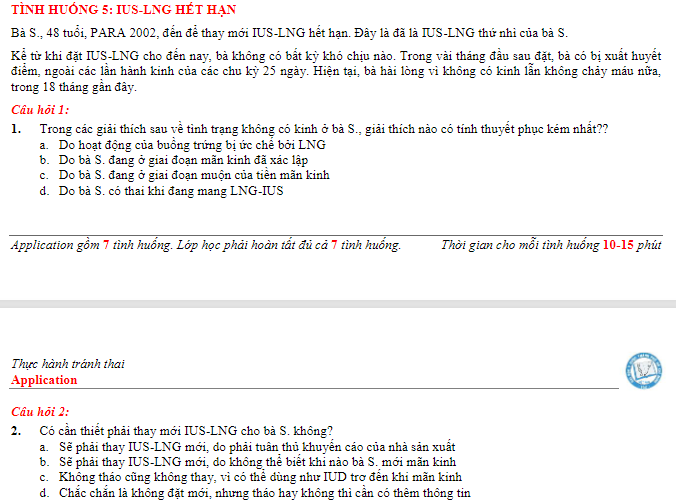 TÌNH HUỐNG 5: IUS-LNG HẾT HẠN
Bà S., 48 tuổi, PARA 2002, đến để thay mới IUS-LNG hết hạn. Đây là đã là IUS-LNG thứ nhì của bà S.
Kể từ khi đặt IUS-LNG cho đến nay, bà không có bất kỳ khó chịu nào. Trong vài tháng đầu sau đặt, bà có bị xuất huyết
điểm, ngoài các lần hành kinh của các chu kỳ 25 ngày. Hiện tại, bà hài lòng vì không có kinh lẫn không chảy máu nữa,
trong 18 tháng gần đây.
Câu hỏi 1:
1. Trong các giải thích sau về tình trạng không có kinh ở bà S., giải thích nào có tính thuyết phục kém nhất??
a. Do hoạt động của buồng trứng bị ức chế bởi LNG
b. Do bà S. đang ở giai đoạn mãn kinh đã xác lập
c. Do bà S. đang ở giai đoạn muộn của tiền mãn kinh
d. Do bà S. có thai khi đang mang LNG-IUS
Application gồm 7 tình huống. Lớp học phải hoàn tất đủ cả 7 tình huống. Thời gian cho mỗi tình huống 10-15 phút
Thực hành tránh thai
Application
Câu hỏi 2:
2. Có cần thiết phải thay mới IUS-LNG cho bà S. không?
a. Sẽ phải thay IUS-LNG mới, do phải tuân thủ khuyến cáo của nhà sản xuất
b. Sẽ phải thay IUS-LNG mới, do không thể biết khi nào bà S. mới mãn kinh
c. Không tháo cũng không thay, vì có thể dùng như IUD trơ đến khi mãn kinh
d. Chắc chắn là không đặt mới, nhưng tháo hay không thì cần có thêm thông tin